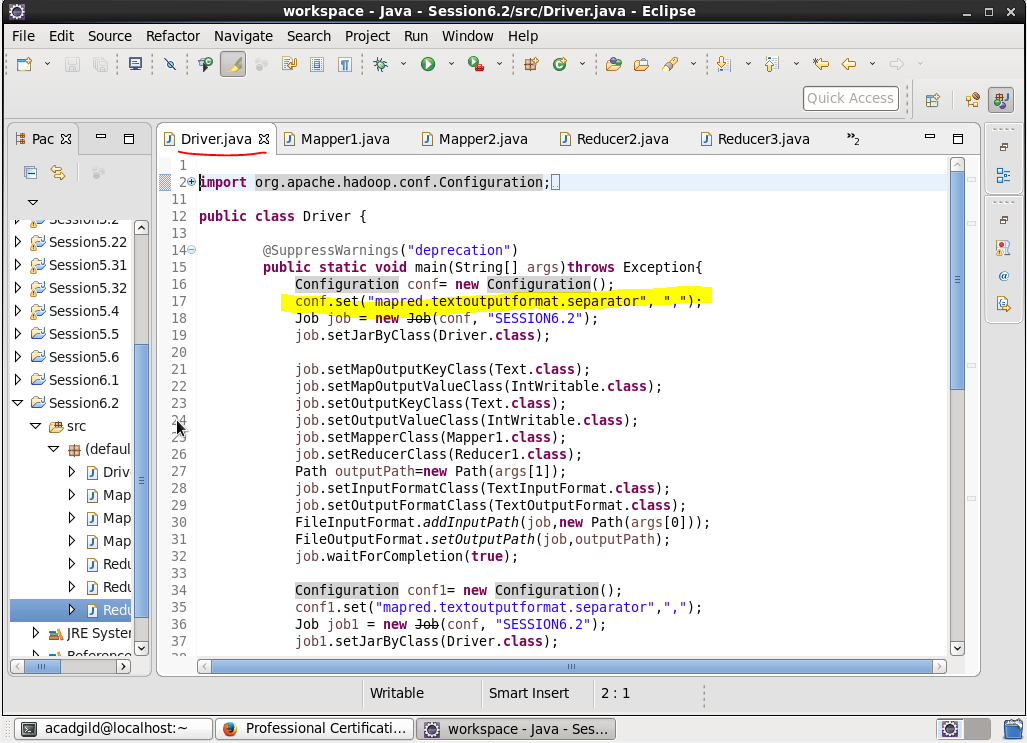 workspace - Java - Session6.2/src/Driver.java - Eclipse
File Edit Source Refactor Navigate Search Project Run Window Help
Quick Access
Pac
Driver.java Mapper1.java Mapper2.java Reducer2.java Reducer3.java »2
Session5.2
Session5.22
Session5.31
Session5.32
Session5.4
Session5.5
Session5.6
Session6.1
Session6.2
src
(defaul
Driv
Map
Map
Map
Redu
Redu
Redu
JRE Syster
1
2 import org.apache.hadoop.conf.Configuration;
11
12 public class Driver {
13
14 @SuppressWarnings("deprecation")
15 public static void main(String[] args)throws Exception{
16 Configuration conf= new Configuration();
17 conf.set("mapred.textoutputformat.separator", ",");
18 Job job = new Job(conf, "SESSION6.2");
19 job.setJarByClass(Driver.class);
20
21 job.setMapOutputKeyClass(Text.class);
22 job.setMapOutputValueClass(IntWritable.class);
23 job.setOutputKeyClass(Text.class);
24 job.setOutputValueClass(IntWritable.class);
25 job.setMapperClass(Mapper1.class);
26 job.setReducerClass(Reducer1.class);
27 Path outputPath=new Path(args[1]);
28 job.setInputFormatClass(TextInputFormat.class);
29 job.setOutputFormatClass(TextOutputFormat.class);
30 FileInputFormat.addInputPath(job,new Path(args[0]));
31 FileOutputFormat.setOutputPath(job,outputPath);
32 job.waitForCompletion(true);
33
34 Configuration conf1= new Configuration();
35 conf1.set("mapred.textoutputformat.separator",",");
36 Job job1 = new Job(conf, "SESSION6.2");
37 job1.setJarByClass(Driver.class);
Writable Smart Insert 2 : 1
acadgild@localhost:~ Professional Certificati... workspace - Java - Ses...